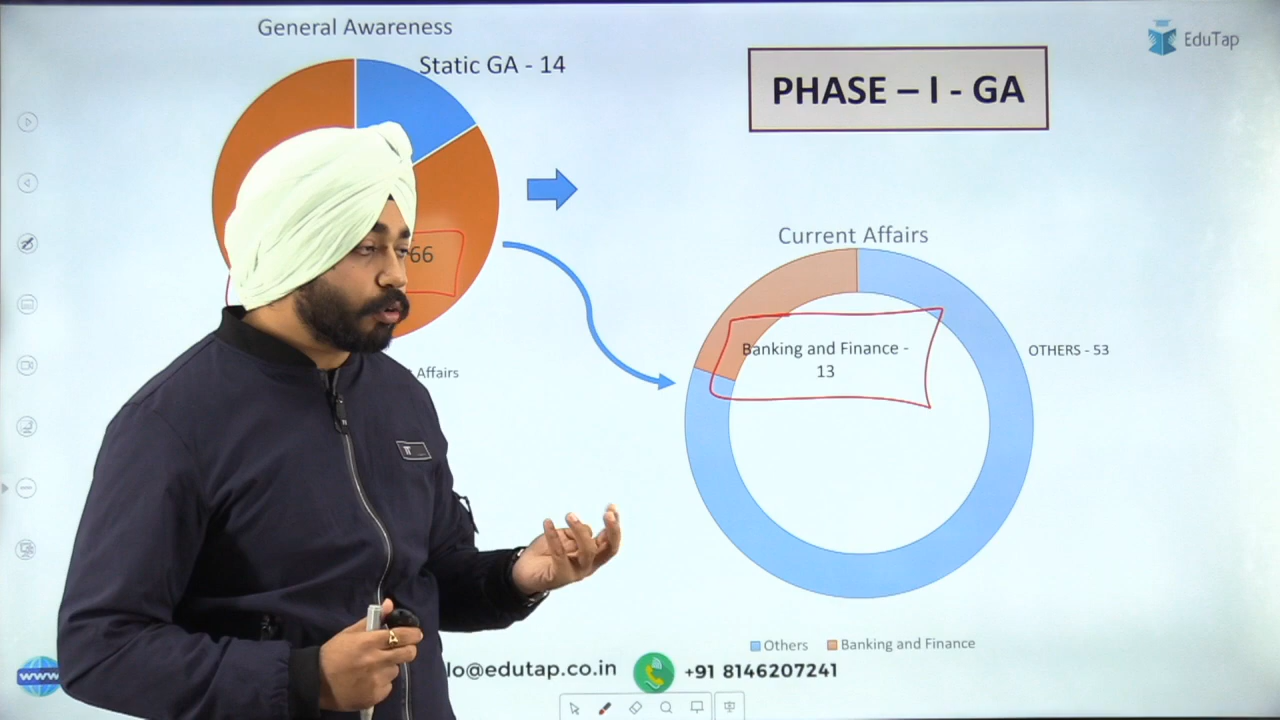 General Awareness
Static GA - 14
PHASE – I - GA
EduTap
66
Current Affairs
Banking and Finance -
13
OTHERS - 53
Affairs
Others
Banking and Finance
www
lo@edutap.co.in
+91 8146207241